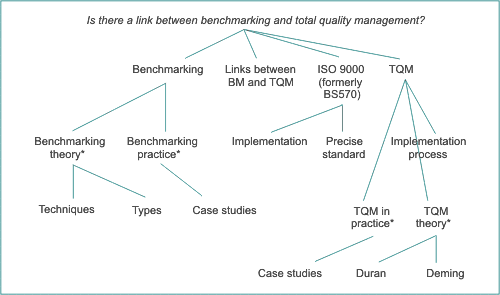 Is there a link between benchmarking and total quality management?
Benchmarking
Links between
BM and TQM
ISO 9000
(formerly
BS570)
TQM
Benchmarking
theory*
Benchmarking
practice*
Implementation
Precise
standard
Implementation
process
Techniques
Types
Case studies
TQM in
practice*
TQM
theory*
Case studies
Duran
Deming